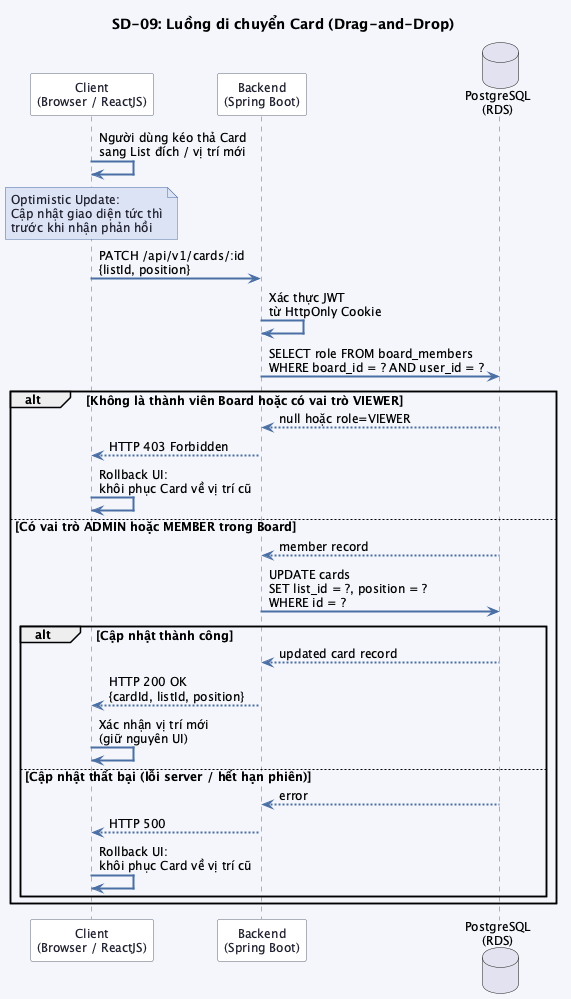 SD-09: Luồng di chuyển Card (Drag-and-Drop)
Client
(Browser / ReactJS)
Backend
(Spring Boot)
PostgreSQL
(RDS)
Người dùng kéo thả Card
sang List đích / vị trí mới
Optimistic Update:
Cập nhật giao diện tức thì
trước khi nhận phản hồi
PATCH /api/v1/cards/:id
{listId, position}
Xác thực JWT
từ HttpOnly Cookie
SELECT role FROM board_members
WHERE board_id = ? AND user_id = ?
alt
[Không là thành viên Board hoặc có vai trò VIEWER]
null hoặc role=VIEWER
HTTP 403 Forbidden
Rollback UI:
khôi phục Card về vị trí cũ
[Có vai trò ADMIN hoặc MEMBER trong Board]
member record
UPDATE cards
SET list_id = ?, position = ?
WHERE id = ?
alt
[Cập nhật thành công]
updated card record
HTTP 200 OK
{cardId, listId, position}
Xác nhận vị trí mới
(giữ nguyên UI)
[Cập nhật thất bại (lỗi server / hết hạn phiên)]
error
HTTP 500
Rollback UI:
khôi phục Card về vị trí cũ
Client
(Browser / ReactJS)
Backend
(Spring Boot)
PostgreSQL
(RDS)